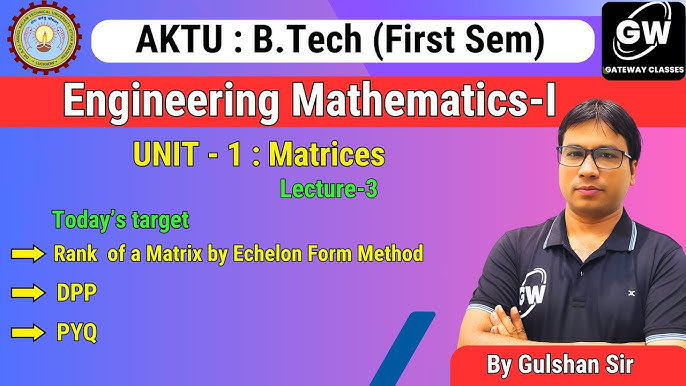 AKTU : B.Tech (First Sem)
GW
GATEWAY CLASSES
Engineering Mathematics-I
UNIT - 1 : Matrices
Lecture-3
Today's target
Rank of a Matrix by Echelon Form Method
DPP
PYQ
GW
By Gulshan Sir